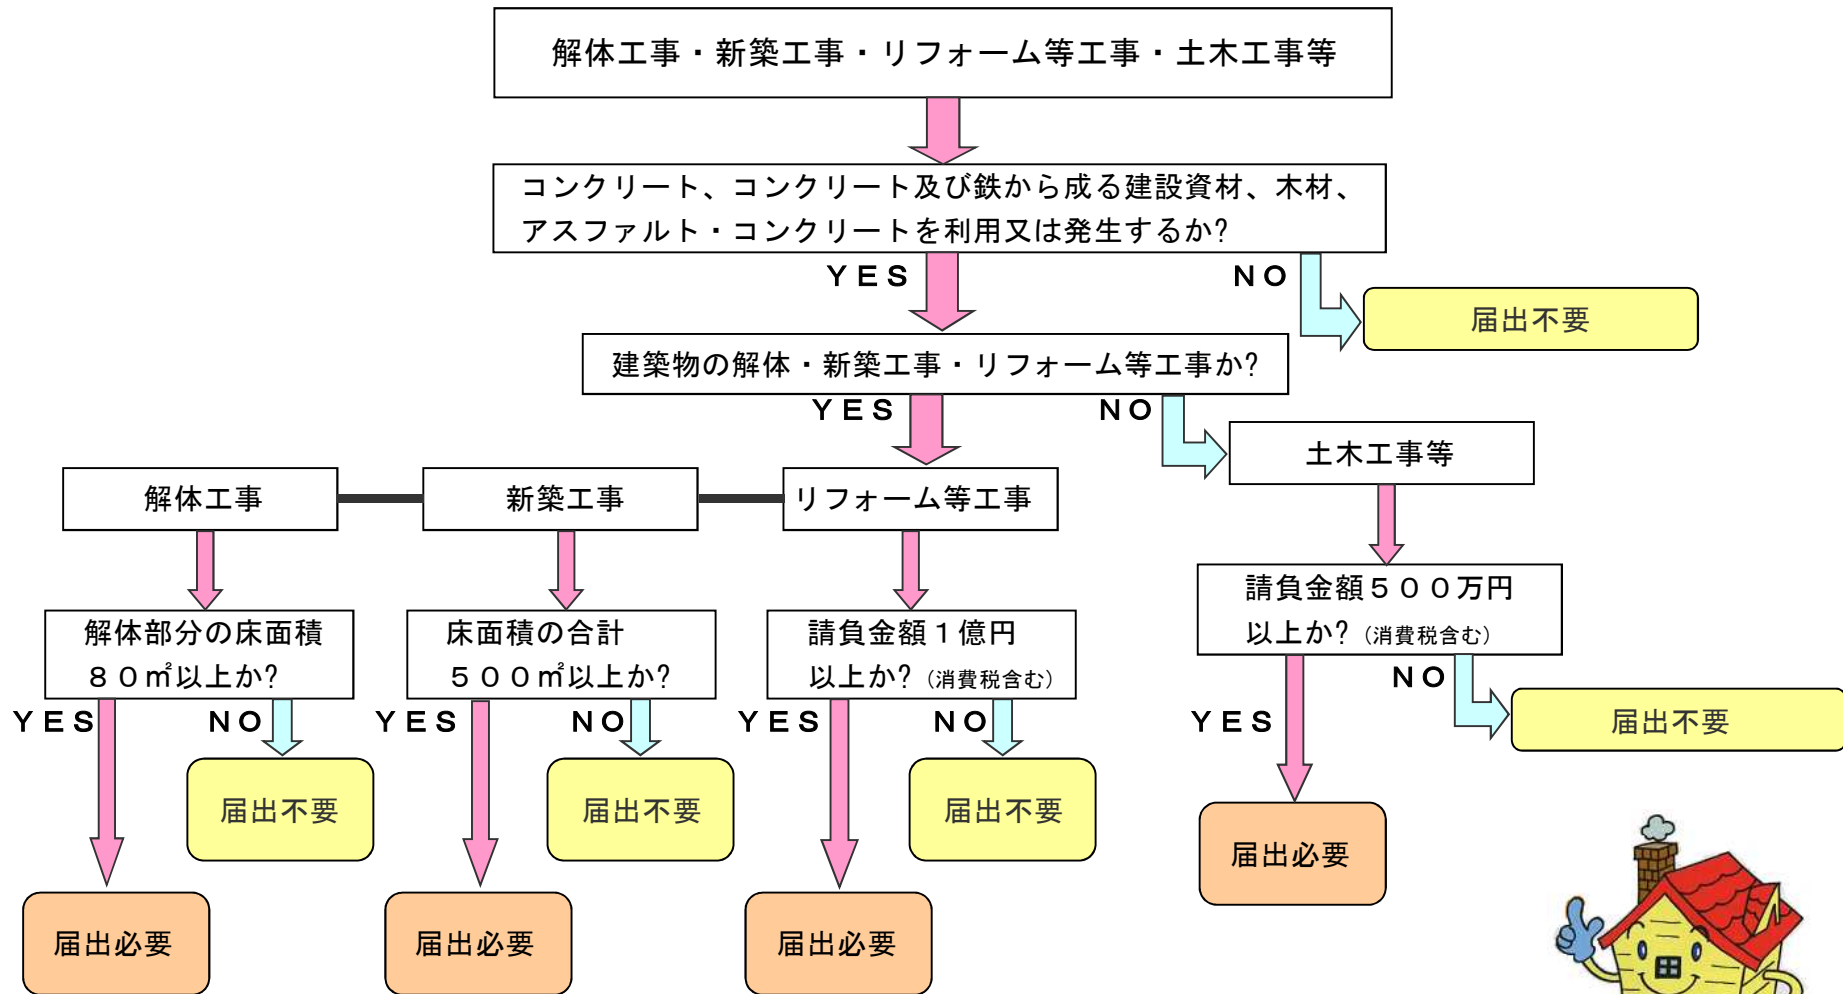 解体工事・新築工事・リフォーム等工事・土木工事等
コンクリート、コンクリート及び鉄から成る建設資材、木材、
アスファルト・コンクリートを利用又は発生するか?
ＹＥＳ
ＮＯ
届出不要
建築物の解体・新築工事・リフォーム等工事か?
ＹＥＳ
ＮＯ
土木工事等
解体工事
新築工事
リフォーム等工事
請負金額５００万円
以上か?（消費税含む）
解体部分の床面積
８０㎡以上か?
床面積の合計
５００㎡以上か?
請負金額１億円
以上か?（消費税含む）
ＹＥＳ
ＮＯ
ＹＥＳ
ＮＯ
ＹＥＳ
ＮＯ
ＹＥＳ
ＮＯ
届出不要
届出不要
届出不要
届出不要
届出必要
届出必要
届出必要
届出必要